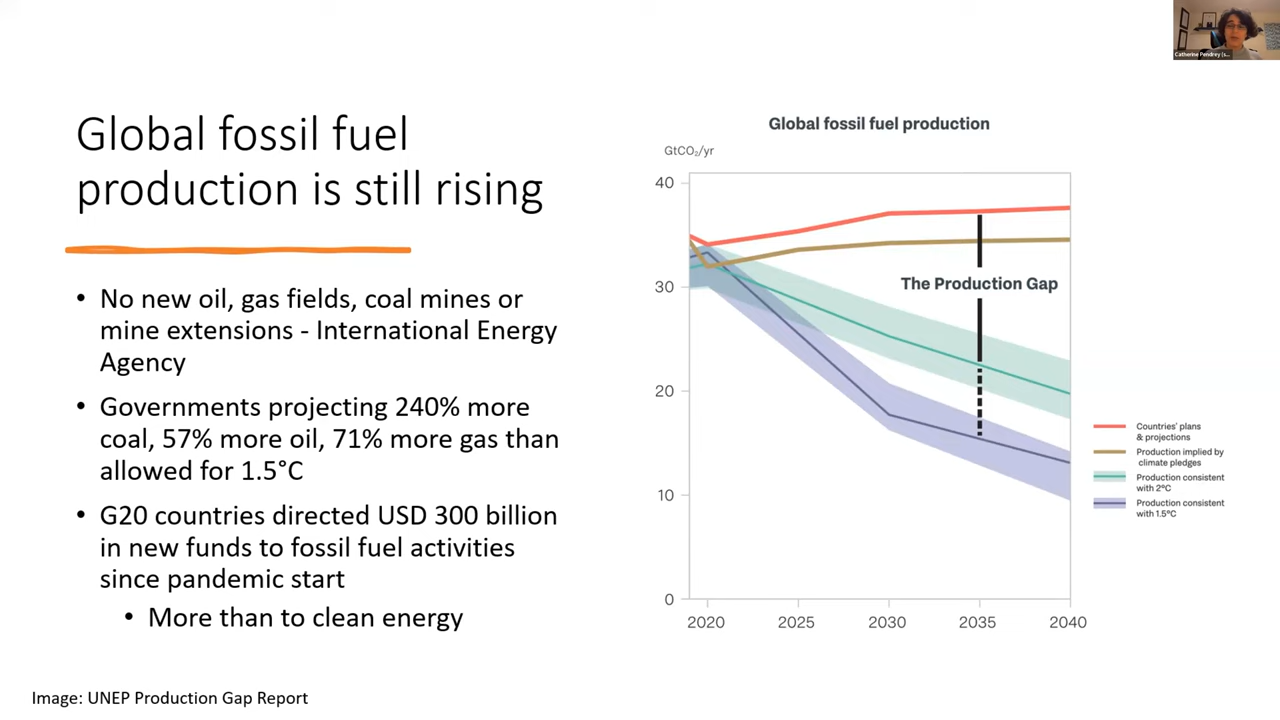 Catherine Pendrey (s...
Global fossil fuel
production is still rising
• No new oil, gas fields, coal mines or
mine extensions - International Energy
Agency
• Governments projecting 240% more
coal, 57% more oil, 71% more gas than
allowed for 1.5°C
• G20 countries directed USD 300 billion
in new funds to fossil fuel activities
since pandemic start
• More than to clean energy
Image: UNEP Production Gap Report
Global fossil fuel production
GtCO₂/yr
40
30
20
10
0
2020 2025 2030 2035 2040
The Production Gap
Countries' plans
& projections
Production implied by
climate pledges
Production consistent
with 2°C
Production consistent
with 1.5°C